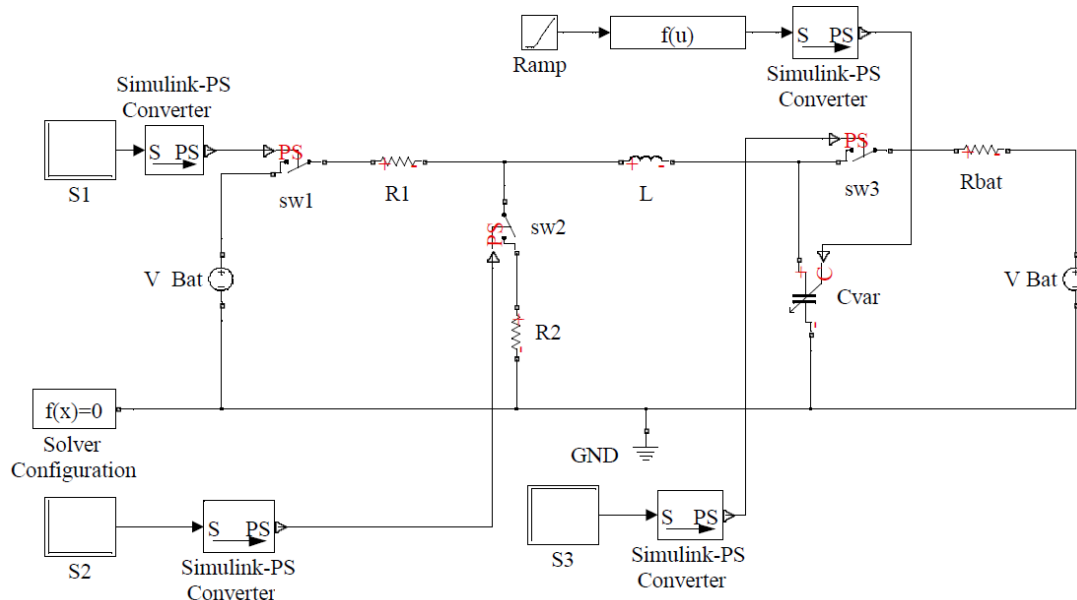 f(u)
S PS
Ramp
Simulink-PS
Converter
Simulink-PS
Converter
S PS
S1
PS
sw1
+ -
R1
+ -
L
PS
sw3
+ -
Rbat
PS
sw2
V Bat
+
-
R2
+
C
-
Cvar
V Bat
f(x)=0
Solver
Configuration
GND
S2
S PS
Simulink-PS
Converter
S3
S PS
Simulink-PS
Converter